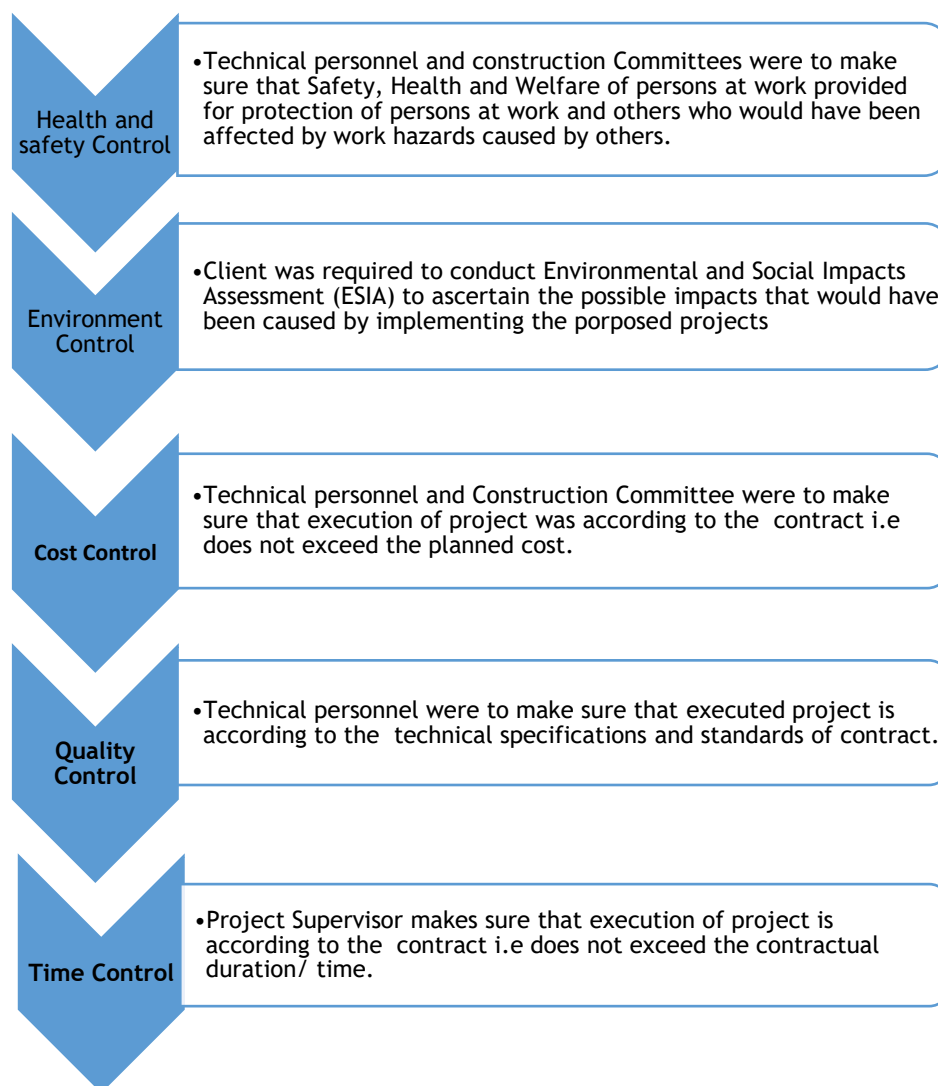 Health and
safety Control
•Technical personnel and construction Committees were to make
sure that Safety, Health and Welfare of persons at work provided
for protection of persons at work and others who would have been
affected by work hazards caused by others.
Environment
Control
•Client was required to conduct Environmental and Social Impacts
Assessment (ESIA) to ascertain the possible impacts that would have
been caused by implementing the porposed projects
Cost Control
•Technical personnel and Construction Committee were to make
sure that execution of project was according to the  contract i.e
does not exceed the planned cost.
Quality
Control
•Technical personnel were to make sure that executed project is
according to the  technical specifications and standards of contract.
Time Control
•Project Supervisor makes sure that execution of project is
according to the  contract i.e does not exceed the contractual
duration/ time.